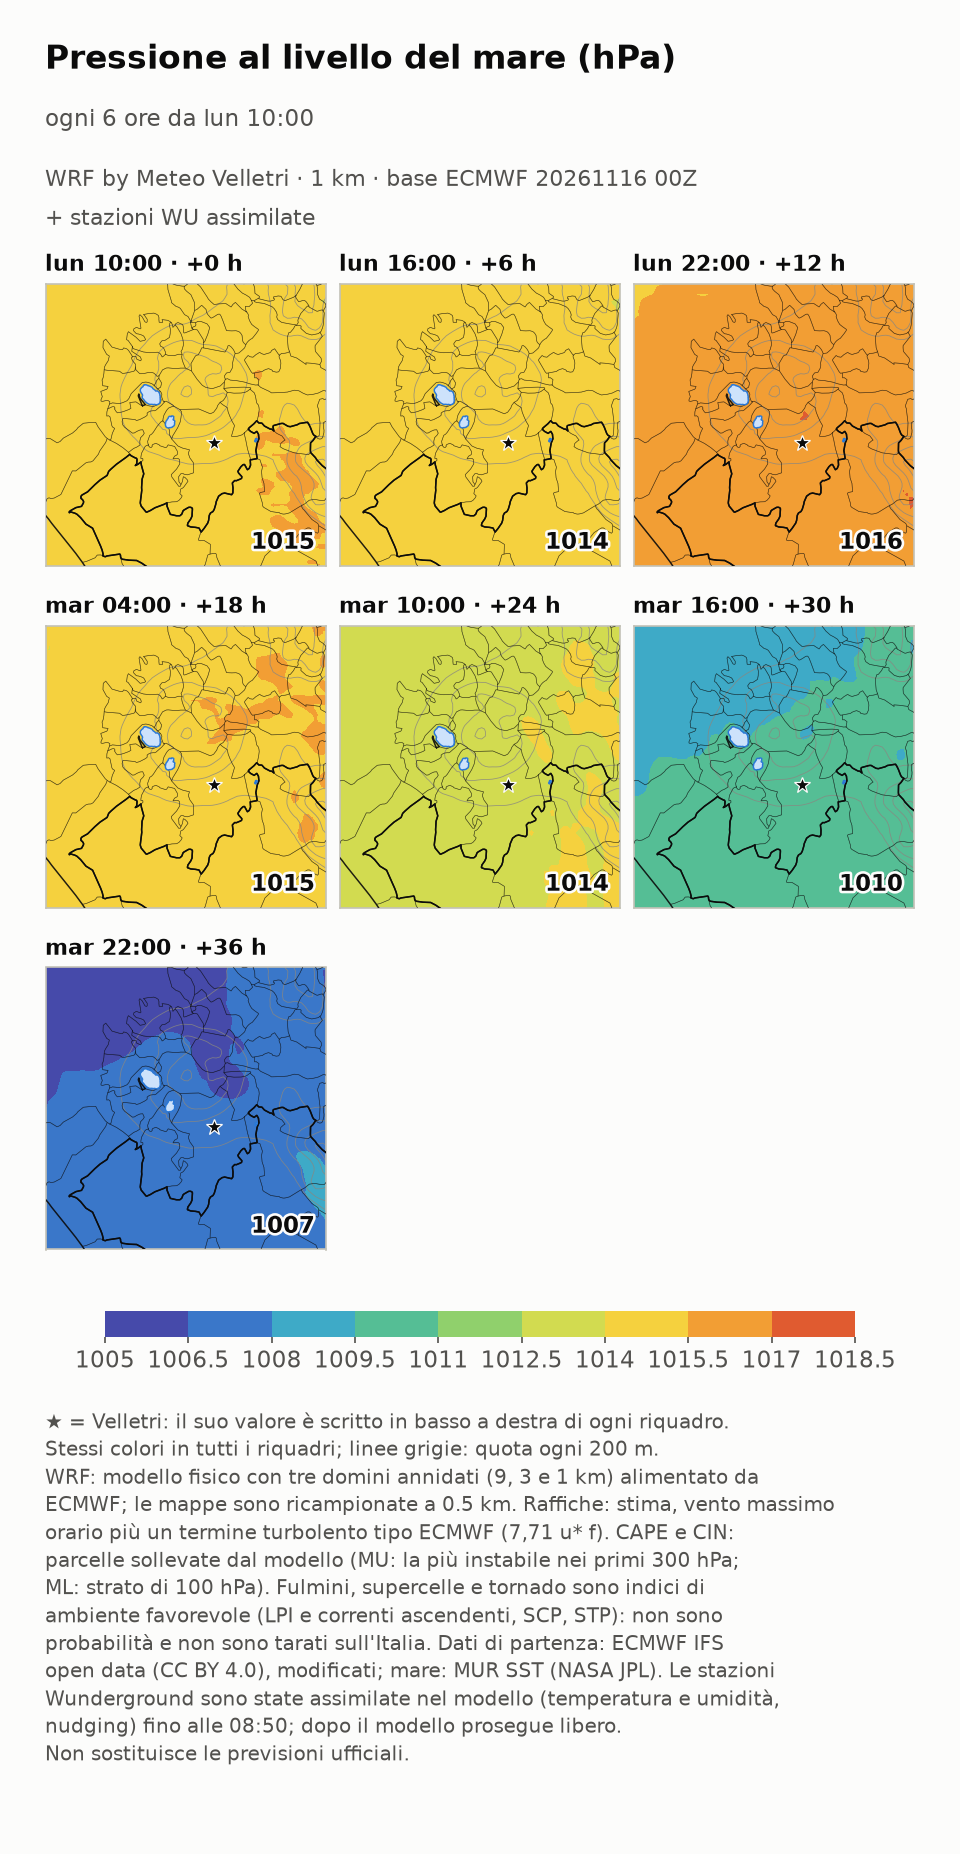 Pressione al livello del mare (hPa)
ogni 6 ore da lun 10:00
WRF by Meteo Velletri · 1 km · base ECMWF 20261116 00Z
+ stazioni WU assimilate
lun 10:00 · +0 h
lun 16:00 · +6 h
lun 22:00 · +12 h
1015
1014
1016
mar 04:00 · +18 h
mar 10:00 · +24 h
mar 16:00 · +30 h
1015
1014
1010
mar 22:00 · +36 h
1007
1005 1006.5 1008 1009.5 1011 1012.5 1014 1015.5 1017 1018.5
★ = Velletri: il suo valore è scritto in basso a destra di ogni riquadro.
Stessi colori in tutti i riquadri; linee grigie: quota ogni 200 m.
WRF: modello fisico con tre domini annidati (9, 3 e 1 km) alimentato da
ECMWF; le mappe sono ricampionate a 0.5 km. Raffiche: stima, vento massimo
orario più un termine turbolento tipo ECMWF (7,71 u* f). CAPE e CIN:
parcelle sollevate dal modello (MU: la più instabile nei primi 300 hPa;
ML: strato di 100 hPa). Fulmini, supercelle e tornado sono indici di
ambiente favorevole (LPI e correnti ascendenti, SCP, STP): non sono
probabilità e non sono tarati sull'Italia. Dati di partenza: ECMWF IFS
open data (CC BY 4.0), modificati; mare: MUR SST (NASA JPL). Le stazioni
Wunderground sono state assimilate nel modello (temperatura e umidità,
nudging) fino alle 08:50; dopo il modello prosegue libero.
Non sostituisce le previsioni ufficiali.